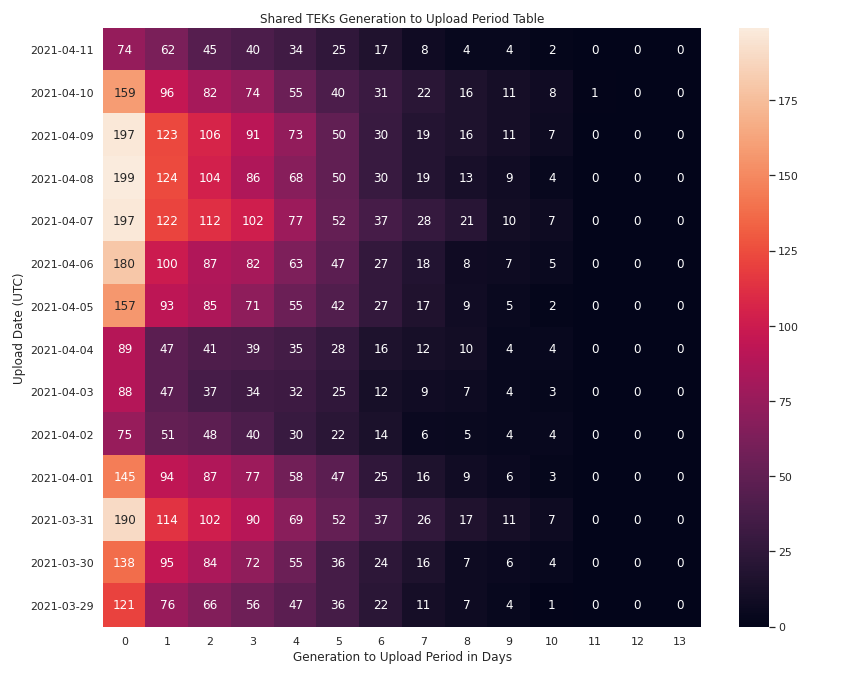 Shared TEKs Generation to Upload Period Table
Upload Date (UTC)
2021-04-11 74 62 45 40 34 25 17 8 4 4 2 0 0 0
2021-04-10 159 96 82 74 55 40 31 22 16 11 8 1 0 0
2021-04-09 197 123 106 91 73 50 30 19 16 11 7 0 0 0
2021-04-08 199 124 104 86 68 50 30 19 13 9 4 0 0 0
2021-04-07 197 122 112 102 77 52 37 28 21 10 7 0 0 0
2021-04-06 180 100 87 82 63 47 27 18 8 7 5 0 0 0
2021-04-05 157 93 85 71 55 42 27 17 9 5 2 0 0 0
2021-04-04 89 47 41 39 35 28 16 12 10 4 4 0 0 0
2021-04-03 88 47 37 34 32 25 12 9 7 4 3 0 0 0
2021-04-02 75 51 48 40 30 22 14 6 5 4 4 0 0 0
2021-04-01 145 94 87 77 58 47 25 16 9 6 3 0 0 0
2021-03-31 190 114 102 90 69 52 37 26 17 11 7 0 0 0
2021-03-30 138 95 84 72 55 36 24 16 7 6 4 0 0 0
2021-03-29 121 76 66 56 47 36 22 11 7 4 1 0 0 0
0 1 2 3 4 5 6 7 8 9 10 11 12 13
Generation to Upload Period in Days
175
150
125
100
75
50
25
0